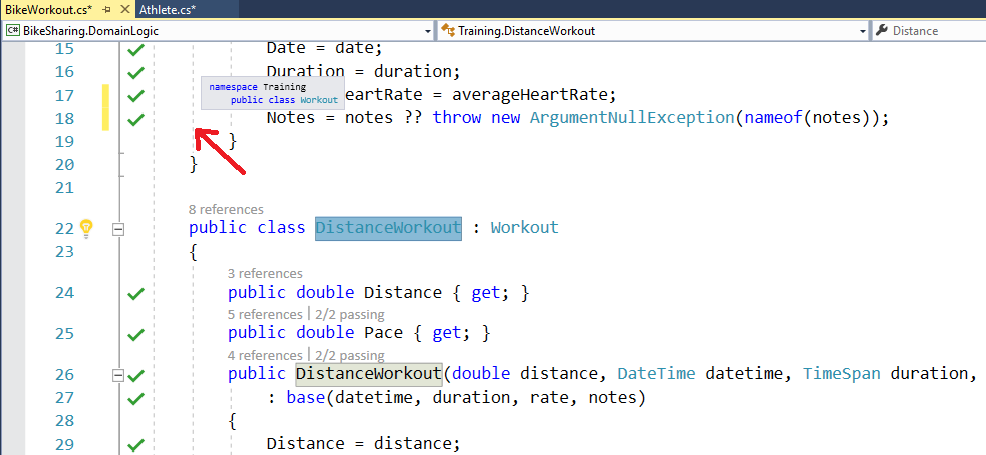 BikeWorkout.cs* Athlete.cs*
BikeSharing.DomainLogic Training.DistanceWorkout Distance
15 Date = date;
16 Duration = duration;
namespace Training
17 eartRate = averageHeartRate;
public class Workout
18 Notes = notes ?? throw new ArgumentNullException(nameof(notes));
19 }
20 }
21
8 references
22 public class DistanceWorkout : Workout
23 {
3 references
24 public double Distance { get; }
5 references | 2/2 passing
25 public double Pace { get; }
4 references | 2/2 passing
26 public DistanceWorkout(double distance, DateTime datetime, TimeSpan duration,
27 : base(datetime, duration, rate, notes)
28 {
29 Distance = distance;